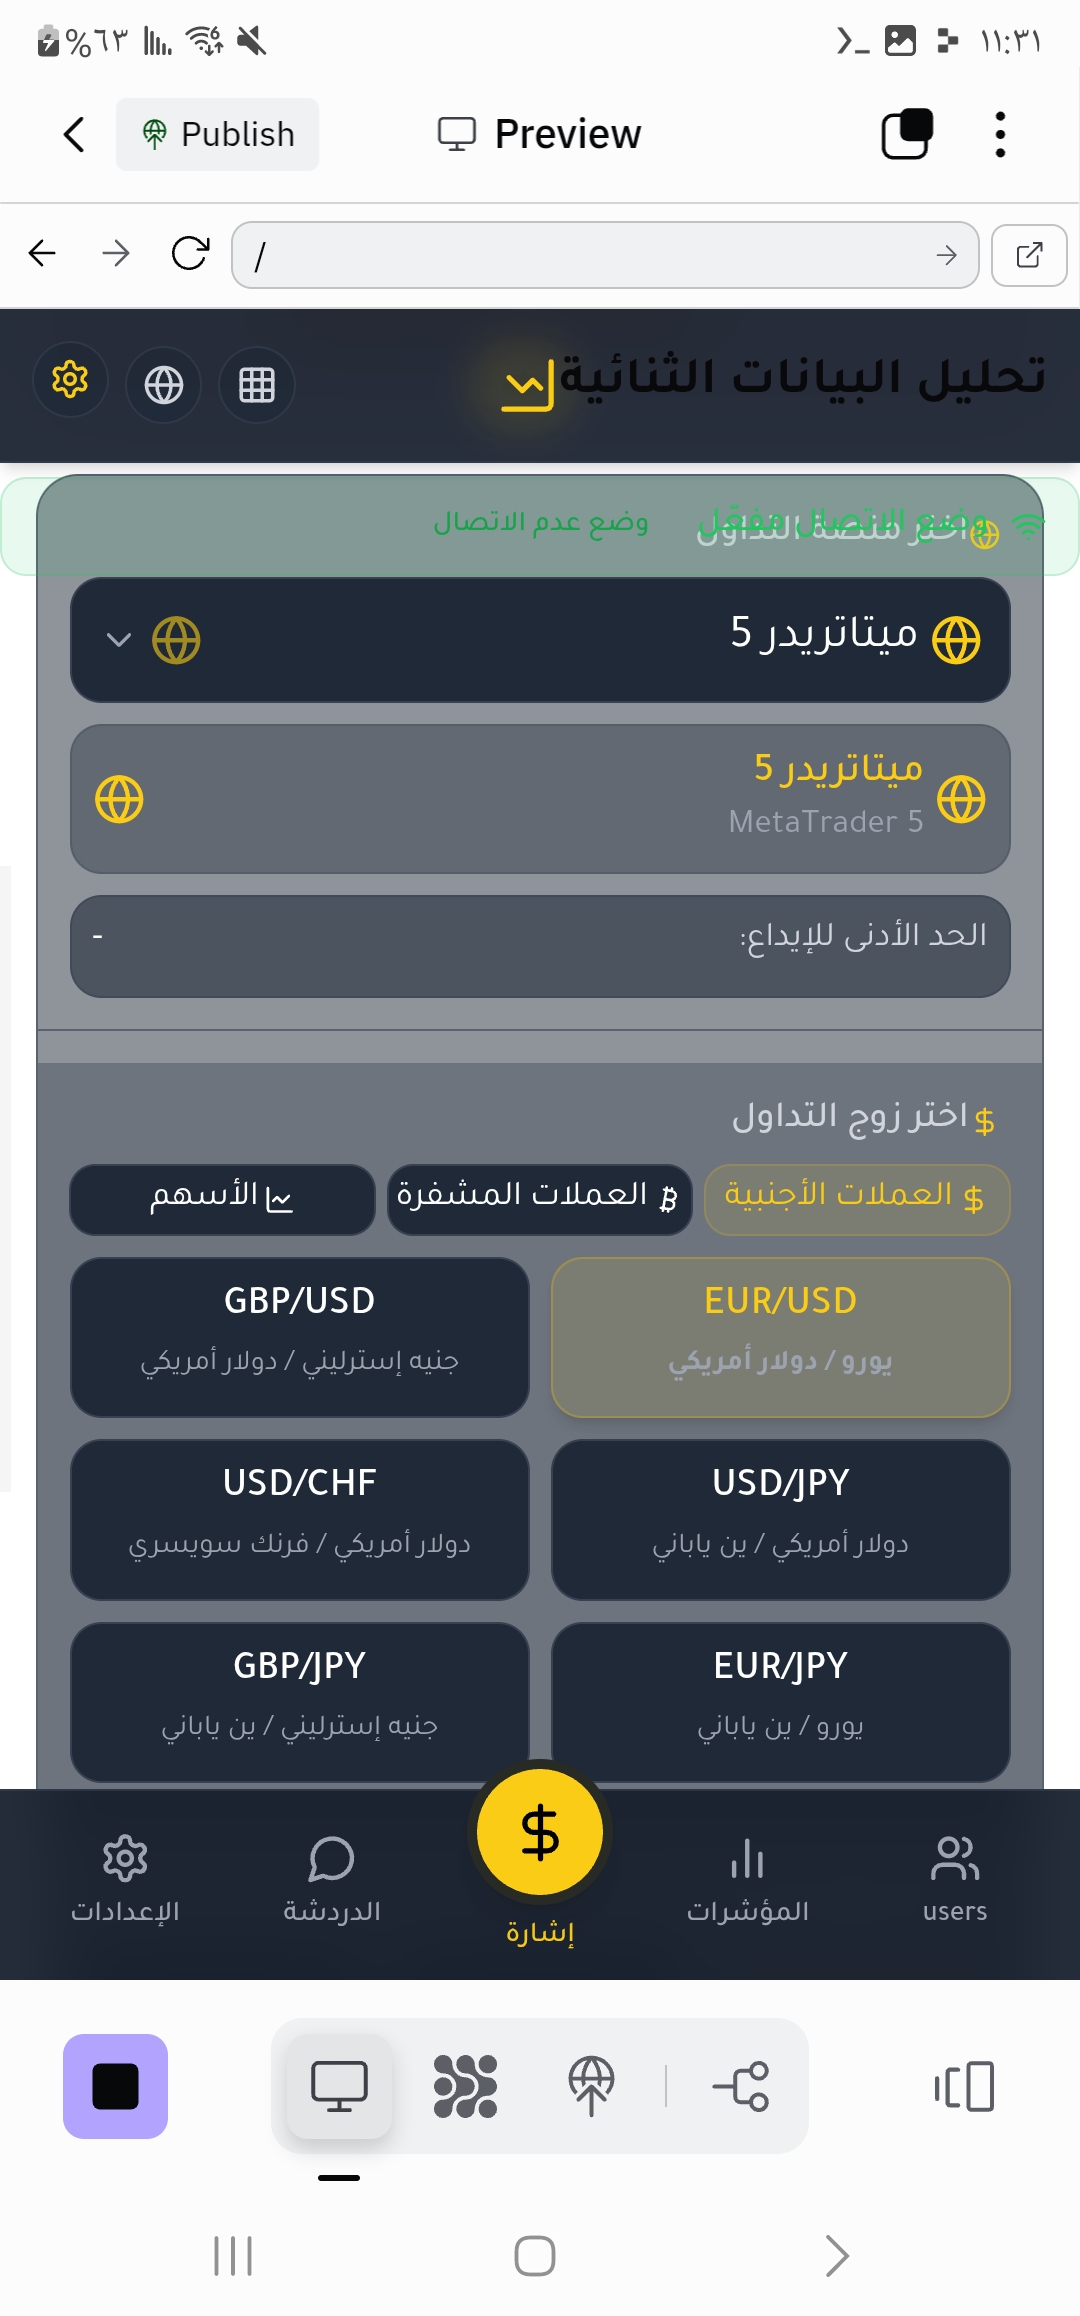 %٦٣
١١:٣١
Publish
Preview
/
تحليل البيانات الثنائية
اختر منصة التداول
وضع الاتصال مفعّل
وضع عدم الاتصال
ميتاتريدر 5
ميتاتريدر 5
MetaTrader 5
الحد الأدنى للإيداع:
-
اختر زوج التداول
العملات الأجنبية
العملات المشفرة
الأسهم
EUR/USD
يورو / دولار أمريكي
GBP/USD
جنيه إسترليني / دولار أمريكي
USD/JPY
دولار أمريكي / ين ياباني
USD/CHF
دولار أمريكي / فرنك سويسري
EUR/JPY
يورو / ين ياباني
GBP/JPY
جنيه إسترليني / ين ياباني
users
المؤشرات
إشارة
الدردشة
الإعدادات